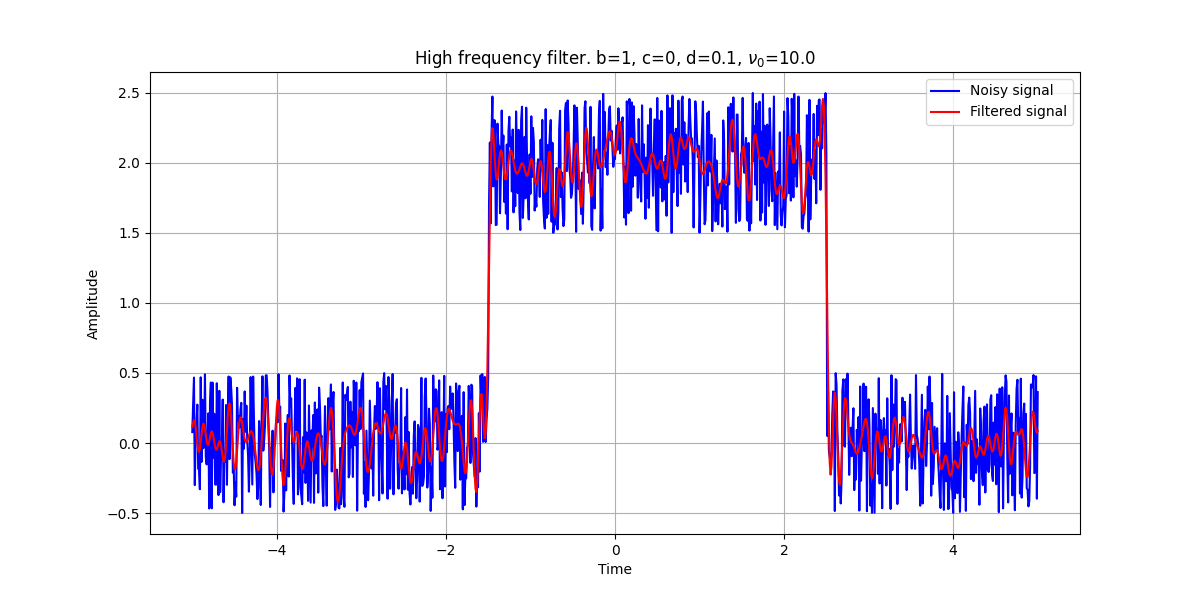 High frequency filter. b=1, c=0, d=0.1, ν₀=10.0
Noisy signal
Filtered signal
Amplitude
2.5
2.0
1.5
1.0
0.5
0.0
−0.5
−4
−2
0
2
4
Time